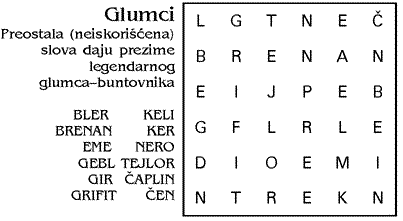 Glumci
Preostala (neiskorišćena)
slova daju prezime
legendarnog
glumca–buntovnika
BLER KELI
BRENAN KER
EME NERO
GEBL TEJLOR
GIR ČAPLIN
GRIFIT ČEN
L G T N E Č
B R E N A N
E I J P E B
G F L R L E
D I O E M I
N T R E K N